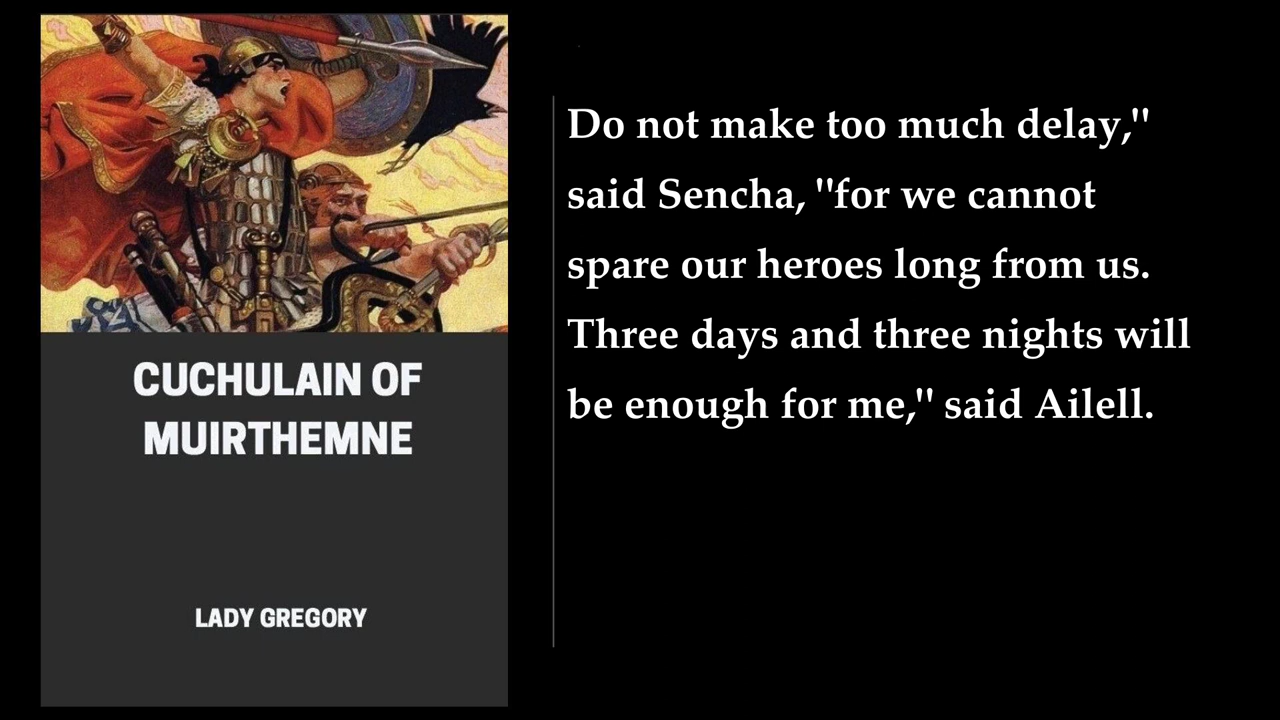 CUCHULAIN OF
MUIRTHEMNE
LADY GREGORY
Do not make too much delay,"
said Sencha, "for we cannot
spare our heroes long from us.
Three days and three nights will
be enough for me," said Ailell.